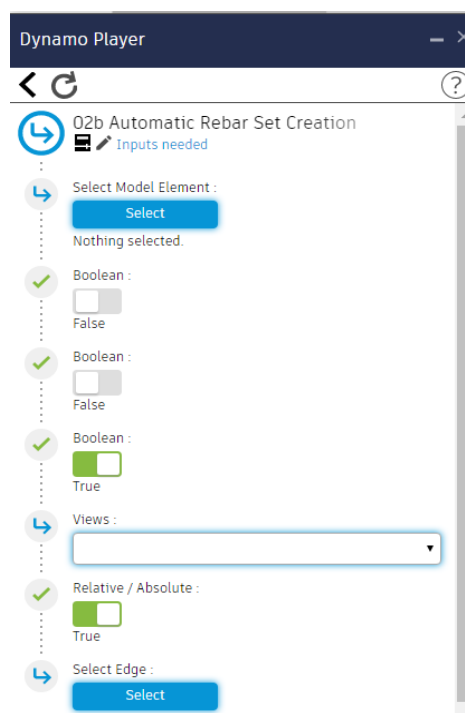 Dynamo Player
?
02b Automatic Rebar Set Creation
Inputs needed
Select Model Element :
Select
Nothing selected.
Boolean :
False
Boolean :
False
Boolean :
True
Views :
Relative / Absolute :
True
Select Edge :
Select